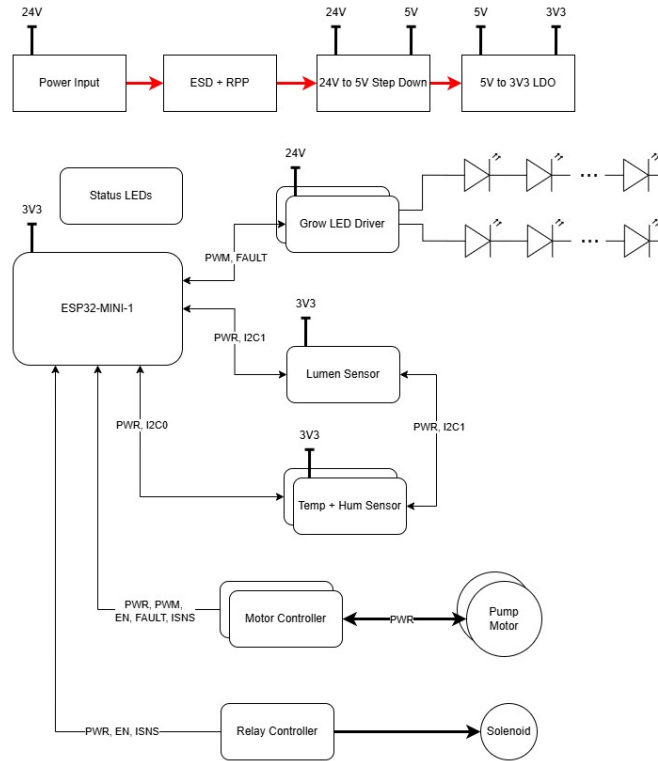 24V
24V
5V
5V
3V3
Power Input
ESD + RPP
24V to 5V Step Down
5V to 3V3 LDO
24V
Status LEDs
3V3
Grow LED Driver
...
...
PWM, FAULT
ESP32-MINI-1
3V3
PWR, I2C1
Lumen Sensor
PWR, I2C0
PWR, I2C1
3V3
Temp + Hum Sensor
PWR, PWM,
EN, FAULT, ISNS
Motor Controller
PWR
Pump
Motor
PWR, EN, ISNS
Relay Controller
Solenoid